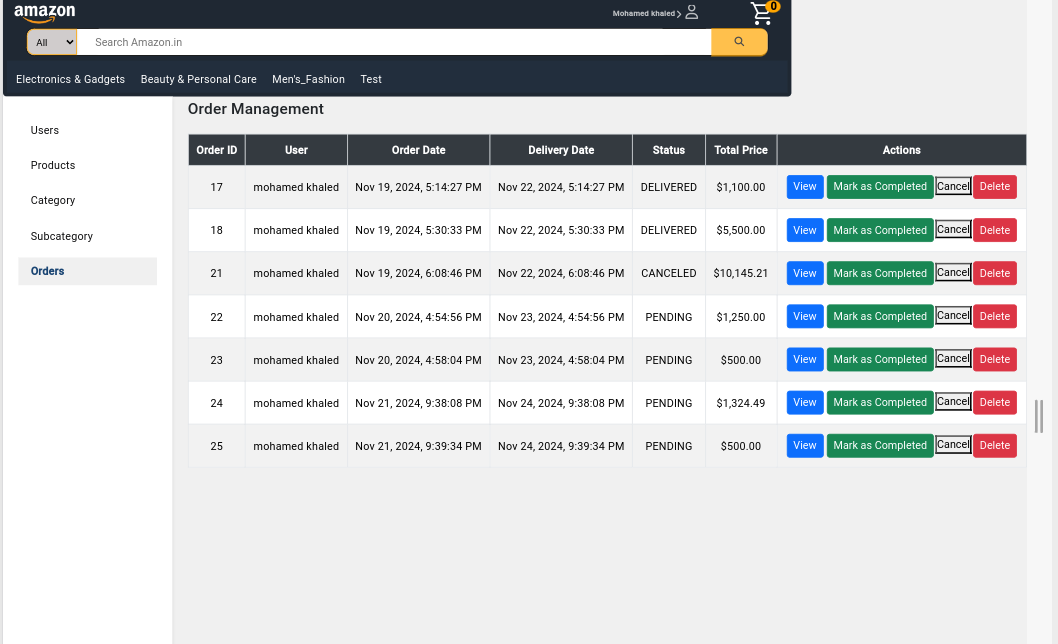 amazon
Mohamed khaled
0
All
Search Amazon.in
Electronics & Gadgets Beauty & Personal Care Men's_Fashion Test
Users
Products
Category
Subcategory
Orders
Order Management
Order ID User Order Date Delivery Date Status Total Price Actions
17 mohamed khaled Nov 19, 2024, 5:14:27 PM Nov 22, 2024, 5:14:27 PM DELIVERED $1,100.00 View Mark as Completed Cancel Delete
18 mohamed khaled Nov 19, 2024, 5:30:33 PM Nov 22, 2024, 5:30:33 PM DELIVERED $5,500.00 View Mark as Completed Cancel Delete
21 mohamed khaled Nov 19, 2024, 6:08:46 PM Nov 22, 2024, 6:08:46 PM CANCELED $10,145.21 View Mark as Completed Cancel Delete
22 mohamed khaled Nov 20, 2024, 4:54:56 PM Nov 23, 2024, 4:54:56 PM PENDING $1,250.00 View Mark as Completed Cancel Delete
23 mohamed khaled Nov 20, 2024, 4:58:04 PM Nov 23, 2024, 4:58:04 PM PENDING $500.00 View Mark as Completed Cancel Delete
24 mohamed khaled Nov 21, 2024, 9:38:08 PM Nov 24, 2024, 9:38:08 PM PENDING $1,324.49 View Mark as Completed Cancel Delete
25 mohamed khaled Nov 21, 2024, 9:39:34 PM Nov 24, 2024, 9:39:34 PM PENDING $500.00 View Mark as Completed Cancel Delete